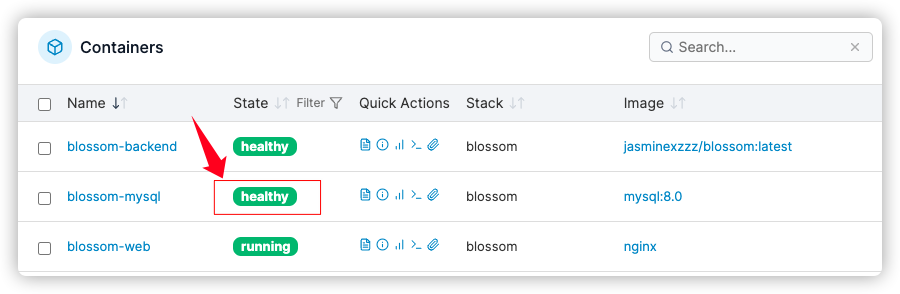 Containers
Search...
Name State Filter Quick Actions Stack Image
blossom-backend healthy blossom jasminexzzz/blossom:latest
blossom-mysql healthy blossom mysql:8.0
blossom-web running blossom nginx